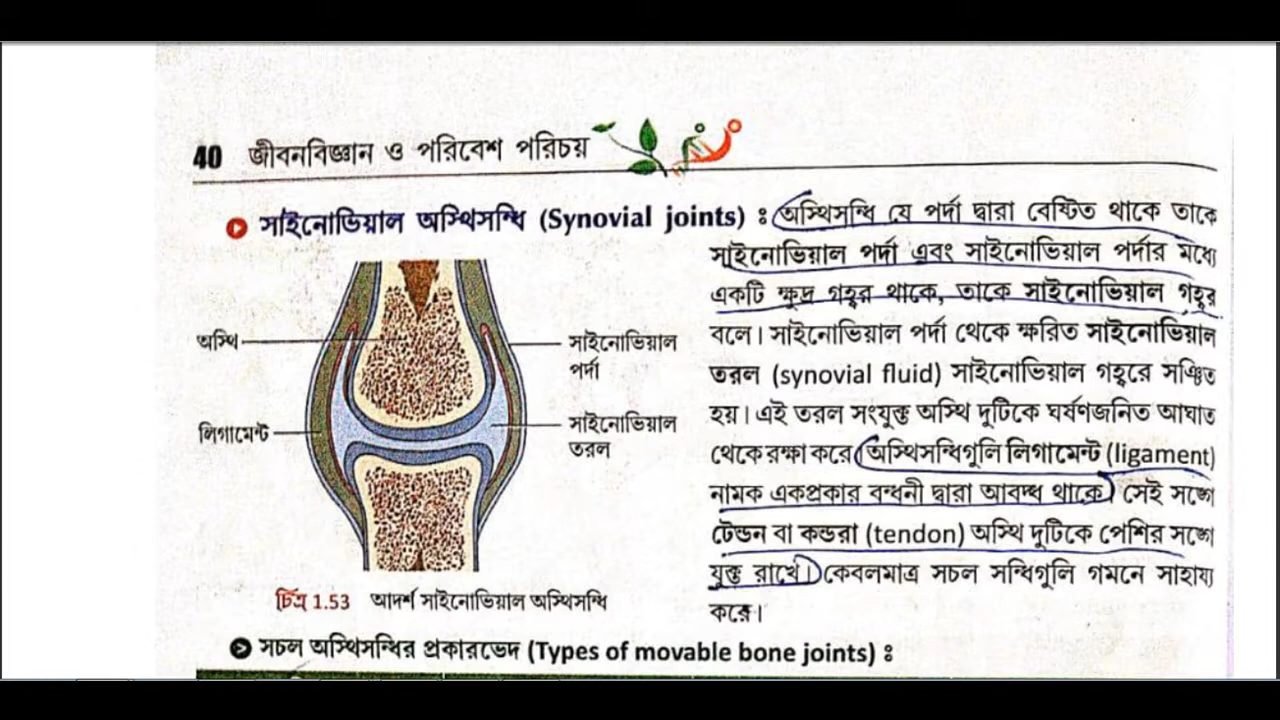 40 জীবনবিজ্ঞান ও পরিবেশ পরিচয়
সাইনোভিয়াল অস্থিসন্ধি (Synovial joints) : অস্থিসন্ধি যে পর্দা দ্বারা বেষ্টিত থাকে তাকে
সাইনোভিয়াল পর্দা এবং সাইনোভিয়াল পর্দার মধ্যে
একটি ক্ষুদ্র গহ্বর থাকে, তাকে সাইনোভিয়াল গহ্বর
বলে। সাইনোভিয়াল পর্দা থেকে ক্ষরিত সাইনোভিয়াল
তরল (synovial fluid) সাইনোভিয়াল গহ্বরে সঞ্চিত
হয়। এই তরল সংযুক্ত অস্থি দুটিকে ঘর্ষণজনিত আঘাত
থেকে রক্ষা করে। অস্থিসন্ধিগুলি লিগামেন্ট (ligament)
নামক একপ্রকার বন্ধনী দ্বারা আবদ্ধ থাকে। সেই সঙ্গে
টেন্ডন বা কন্ডরা (tendon) অস্থি দুটিকে পেশির সঙ্গে
যুক্ত রাখে। কেবলমাত্র সচল সন্ধিগুলি গমনে সাহায্য
করে।
অস্থি
লিগামেন্ট
সাইনোভিয়াল
পর্দা
সাইনোভিয়াল
তরল
চিত্র 1.53 আদর্শ সাইনোভিয়াল অস্থিসন্ধি
সচল অস্থিসন্ধির প্রকারভেদ (Types of movable bone joints) :